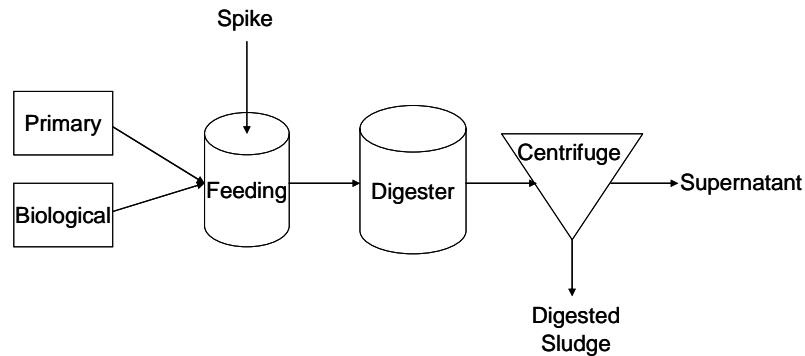 Spike
Primary
Biological
Feeding
Digester
Centrifuge
Supernatant
Digested
Sludge